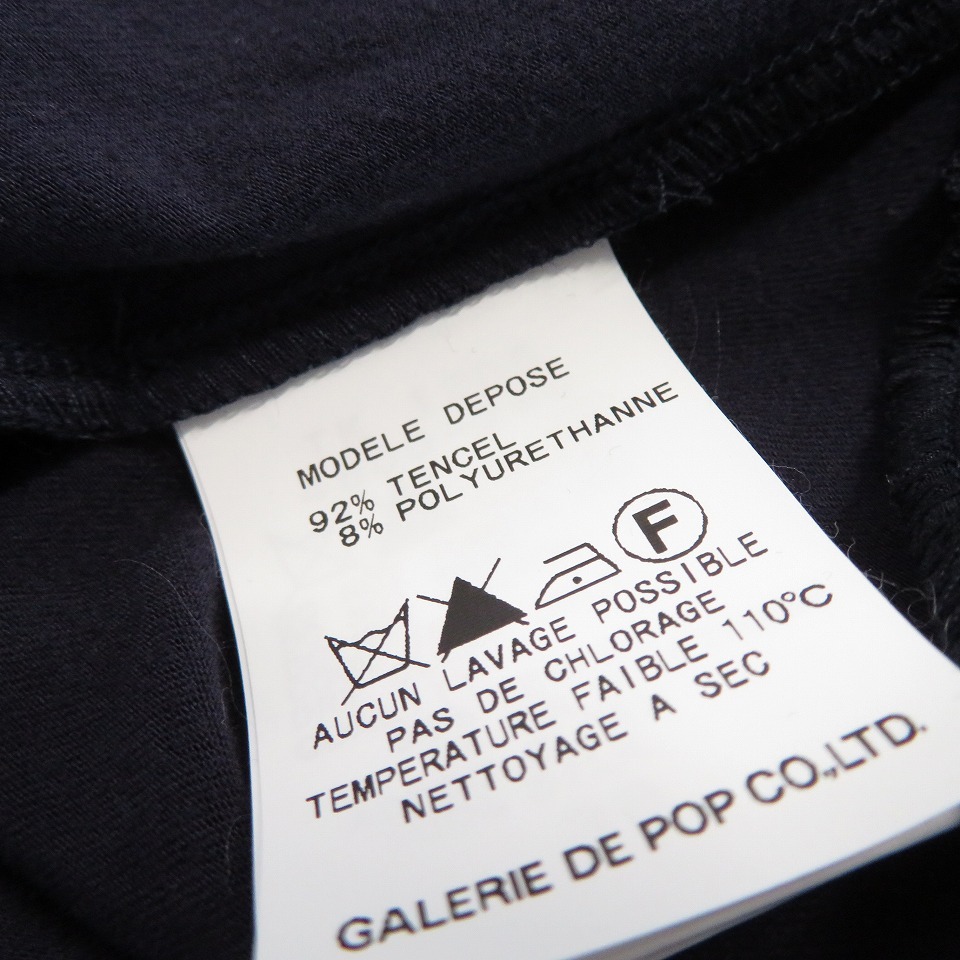 MODELE DEPOSE
92% TENCEL
8% POLYURETHANNE
F
AUCUN LAVAGE POSSIBLE
PAS DE CHLORAGE
TEMPERATURE FAIBLE 110°C
NETTOYAGE A SEC
GALERIE DE POP CO.,LTD.